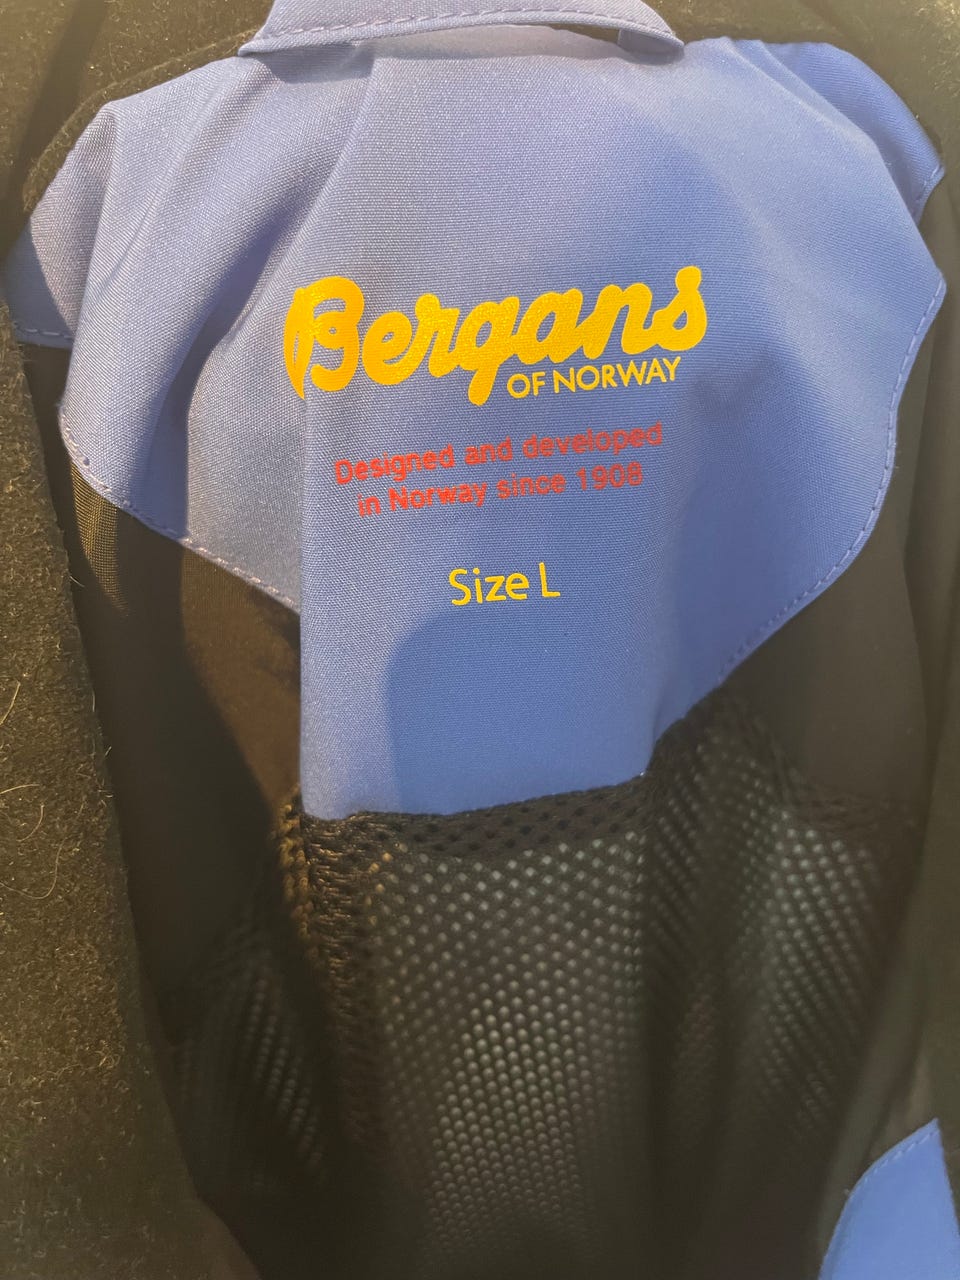 Bergans
OF NORWAY
Designed and developed
in Norway since 1908
Size L